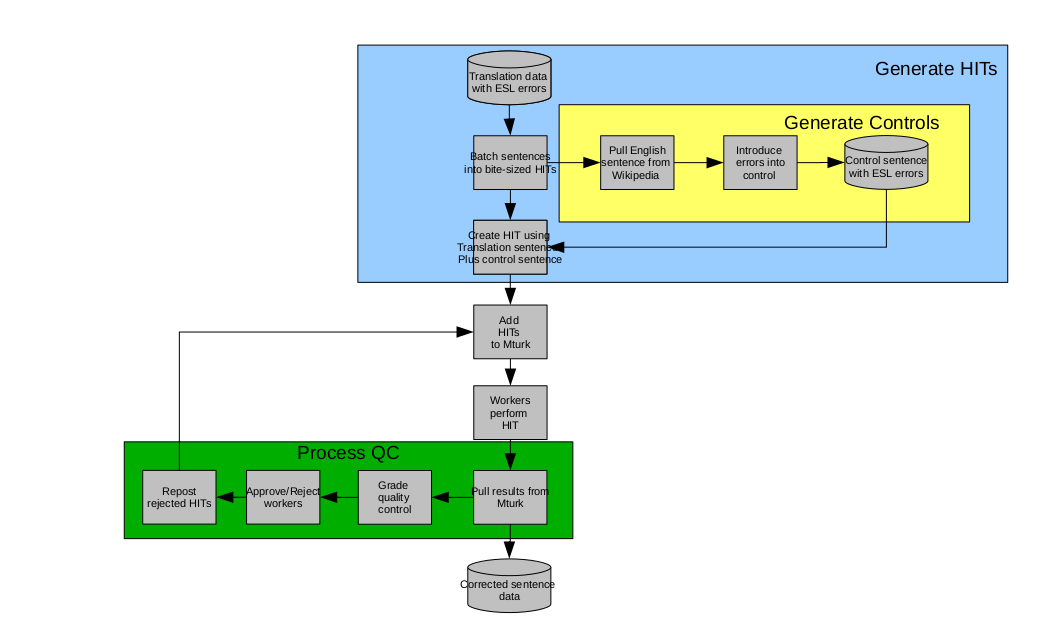 Generate HITs
Translation data
with ESL errors
Generate Controls
Batch sentences
into bite-sized HITs
Pull English
sentence from
Wikipedia
Introduce
errors into
control
Control sentence
with ESL errors
Create HIT using
Translation sentences
Plus control sentence
Add
HITs
to Mturk
Workers
perform
HIT
Process QC
Repost
rejected HITs
Approve/Reject
workers
Grade
quality
control
Pull results from
Mturk
Corrected sentence
data